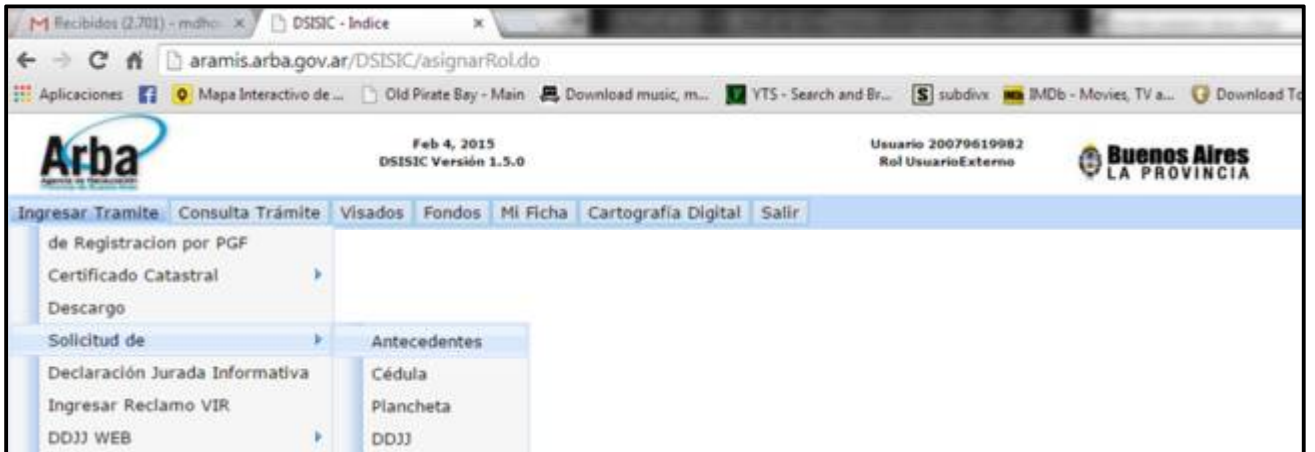 Recibidos (2.701) - mdho
DSISIC - Indice
aramis.arba.gov.ar/DSISIC/asignarRol.do
Aplicaciones Mapa Interactivo de ... Old Pirate Bay - Main Download music, m... YTS - Search and Br... subdivx IMDb - Movies, TV a... Download To
Arba
Feb 4, 2015
DSISIC Versión 1.5.0
Usuario 20079619982
Rol UsuarioExterno
Buenos Aires
LA PROVINCIA
Ingresar Tramite Consulta Trámite Visados Fondos Mi Ficha Cartografía Digital Salir
de Registracion por PGF
Certificado Catastral
Descargo
Solicitud de
Antecedentes
Declaración Jurada Informativa
Cédula
Ingresar Reclamo VIR
Plancheta
DDJJ WEB
DDJJ